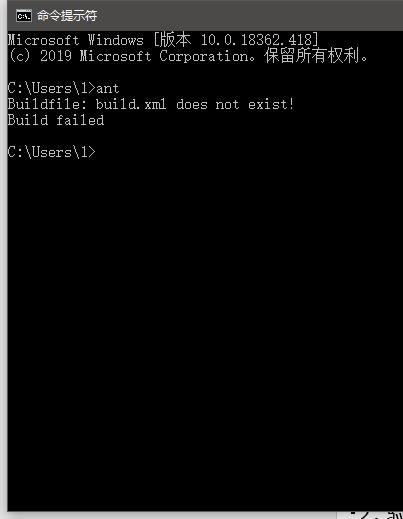 命令提示符
Microsoft Windows [版本 10.0.18362.418]
(c) 2019 Microsoft Corporation。保留所有权利。
C:\Users\1>ant
Buildfile: build.xml does not exist!
Build failed
C:\Users\1>